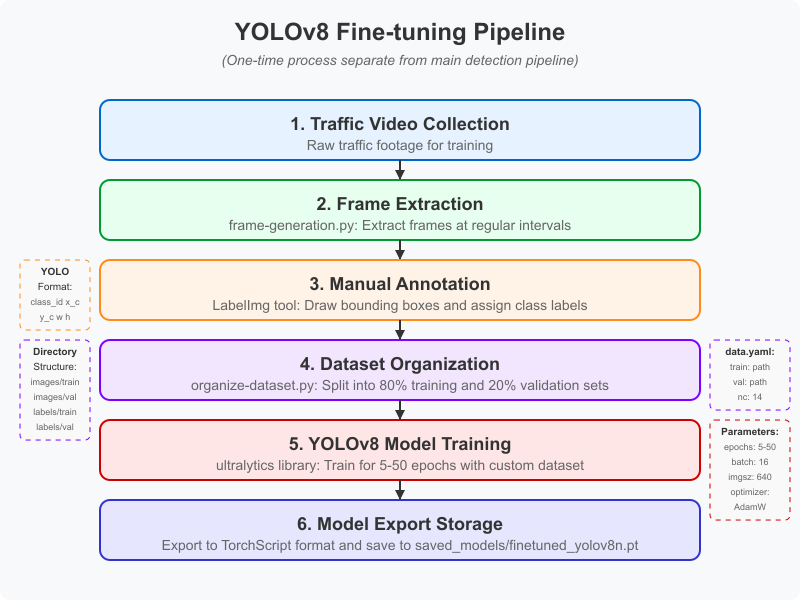 YOLOv8 Fine-tuning Pipeline
(One-time process separate from main detection pipeline)
1. Traffic Video Collection
Raw traffic footage for training
2. Frame Extraction
frame-generation.py: Extract frames at regular intervals
YOLO
Format:
class_id x_c
y_c w h
3. Manual Annotation
LabelImg tool: Draw bounding boxes and assign class labels
Directory
Structure:
images/train
images/val
labels/train
labels/val
4. Dataset Organization
organize-dataset.py: Split into 80% training and 20% validation sets
data.yaml:
train: path
val: path
nc: 14
5. YOLOv8 Model Training
ultralytics library: Train for 5-50 epochs with custom dataset
Parameters:
epochs: 5-50
batch: 16
imgsz: 640
optimizer:
AdamW
6. Model Export Storage
Export to TorchScript format and save to saved_models/finetuned_yolov8n.pt